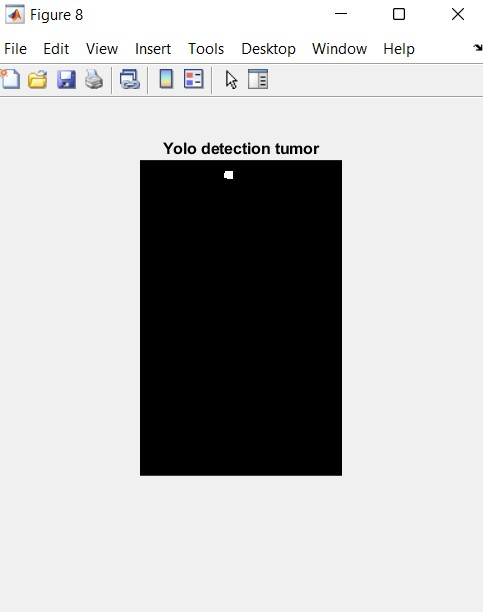 Figure 8
File Edit View Insert Tools Desktop Window Help
Yolo detection tumor